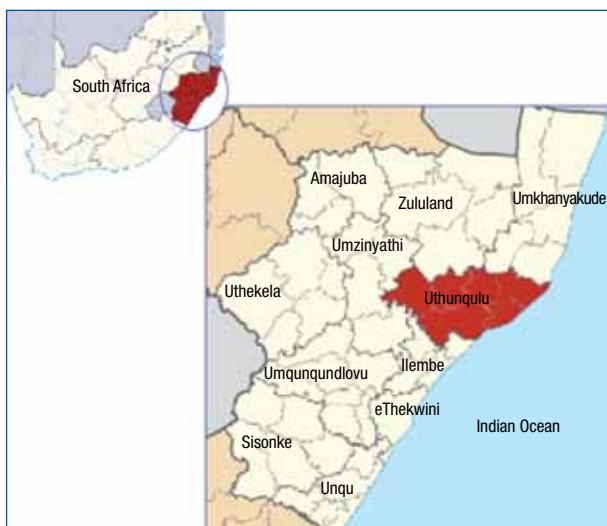 South Africa
Amajuba
Zululand
Umkhanyakude
Umzinyathi
Uthekela
Uthunqulu
Ilembe
Umqunqundlovu
eThekwini
Indian Ocean
Sisonke
Unqu